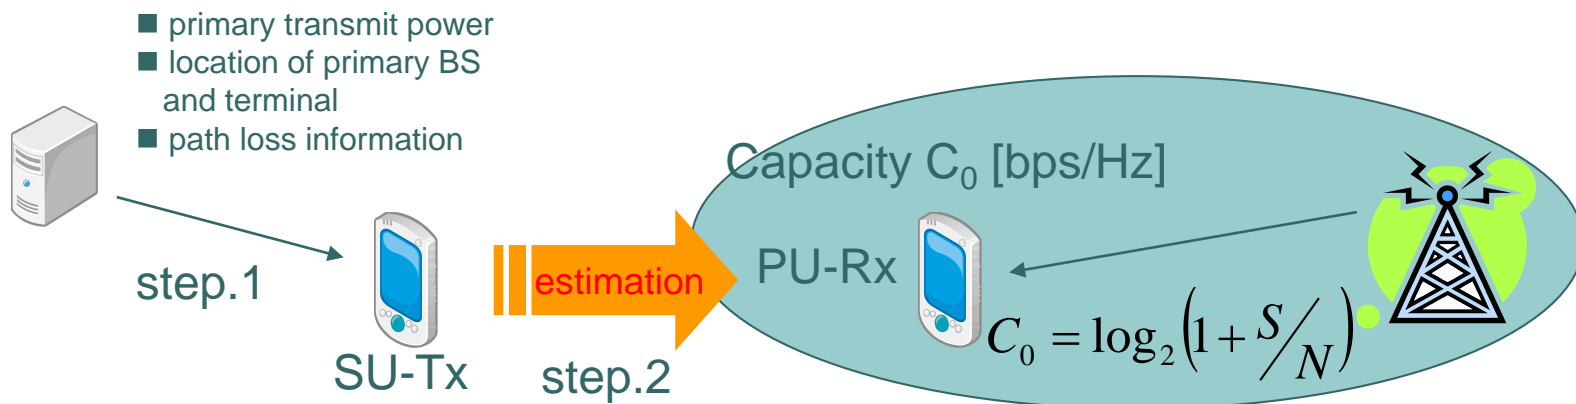 ■ primary transmit power
■ location of primary BS
and terminal
■ path loss information
Capacity C₀ [bps/Hz]
step.1
estimation
PU-Rx
SU-Tx
step.2
C₀ = log₂(1 + S/N)